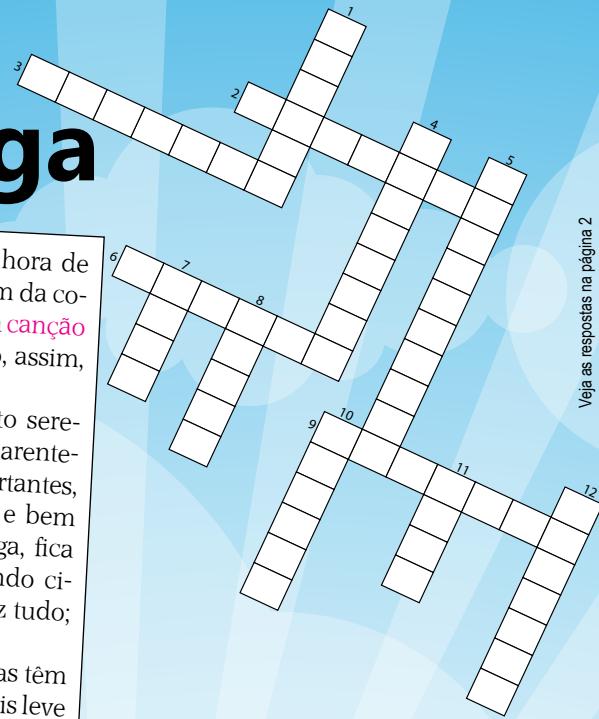 ga
hora de
m da co-
canção
o, assim,
to sere-
arente-
rtantes,
e bem
ga, fica
ndo ci-
z tudo;
as têm
is leve
1
2
3
4
5
6
7
8
9
10
11
12
Veja as respostas na página 2